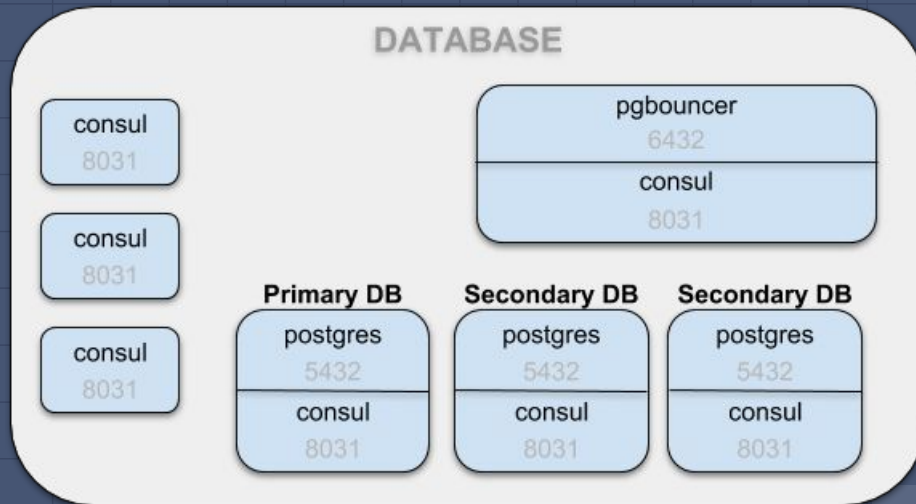 DATABASE
consul
8031
consul
8031
consul
8031
pgbouncer
6432
consul
8031
Primary DB
postgres
5432
consul
8031
Secondary DB
postgres
5432
consul
8031
Secondary DB
postgres
5432
consul
8031